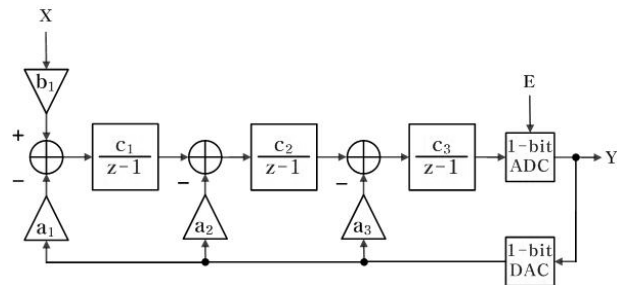 X
b₁
E
+
−
c₁
z−1
−
c₂
z−1
−
c₃
z−1
1-bit
ADC
Y
a₁
a₂
a₃
1-bit
DAC